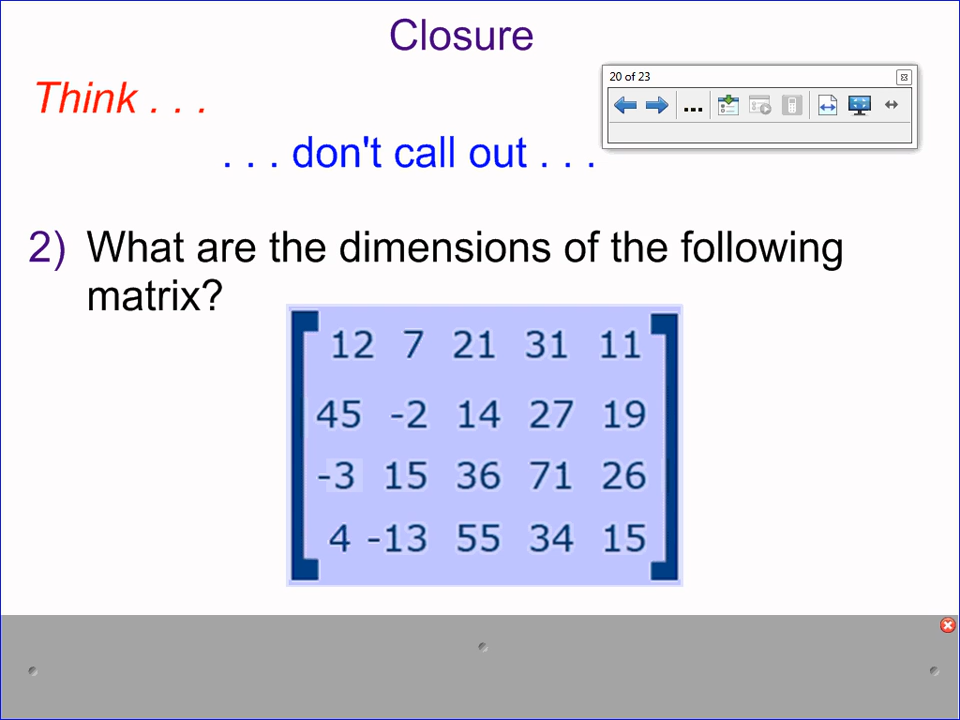 Closure
Think . . .
20 of 23
. . . don't call out . . .
2) What are the dimensions of the following
matrix?
12 7 21 31 11
45 -2 14 27 19
-3 15 36 71 26
4 -13 55 34 15